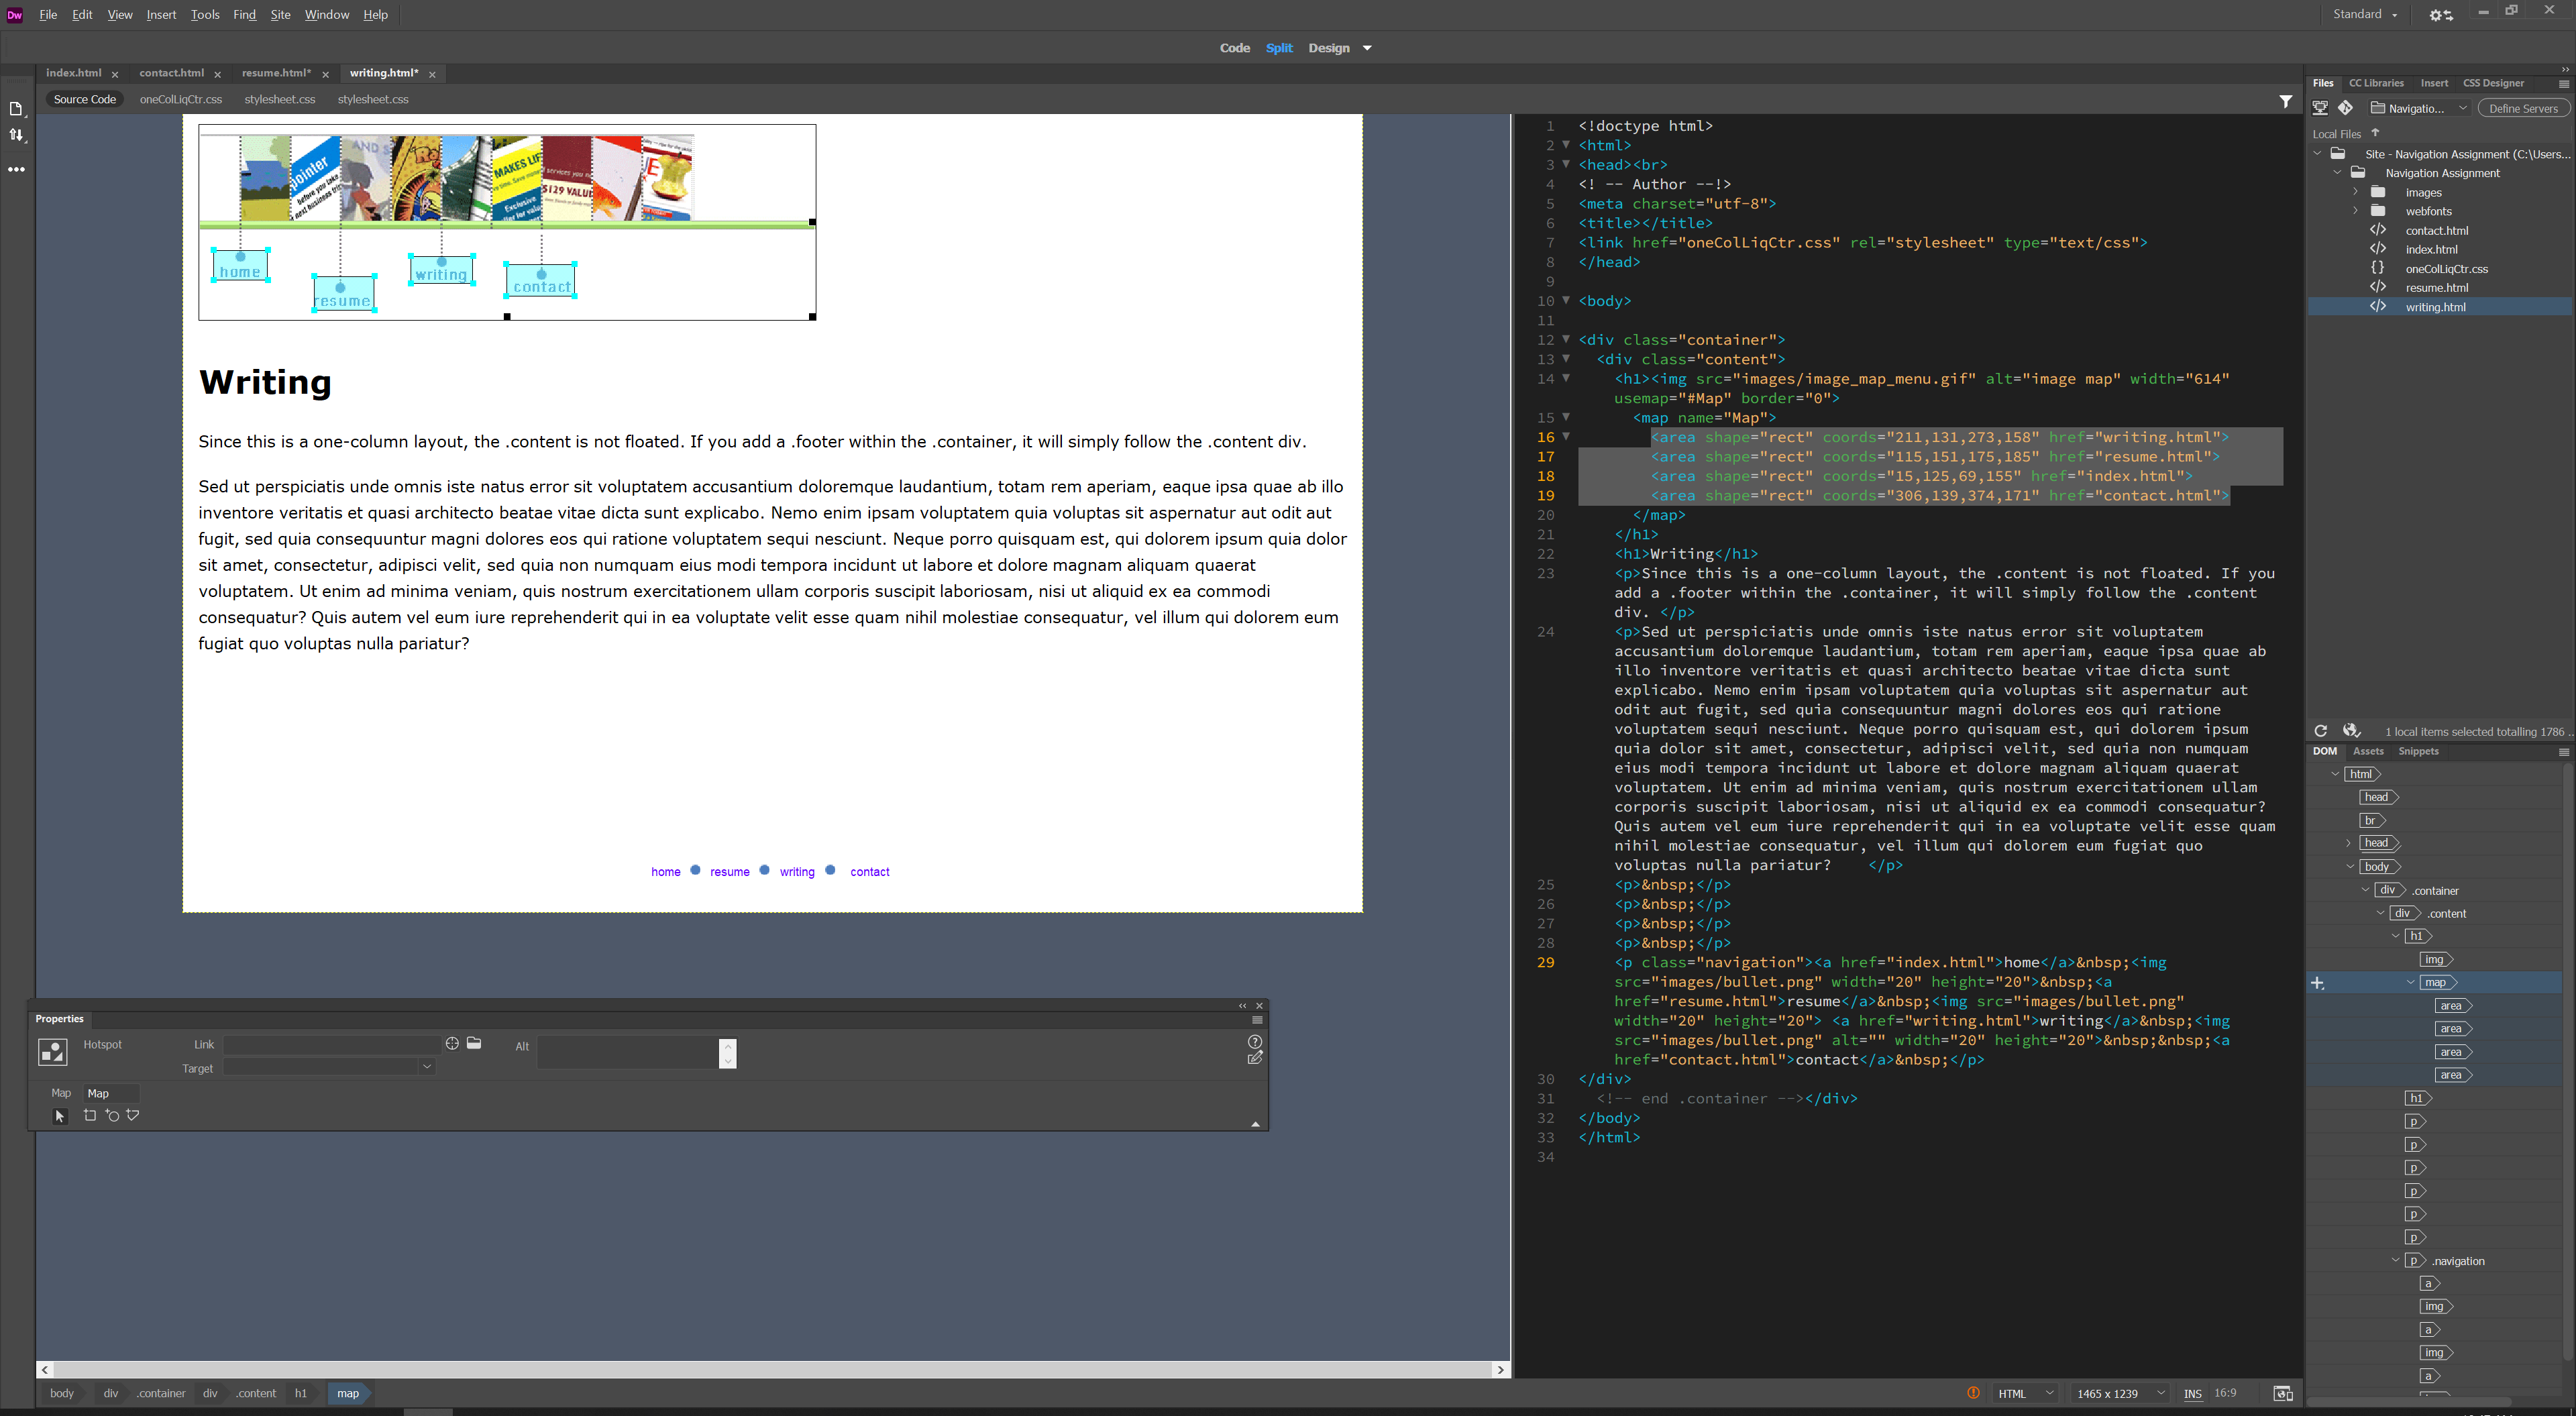 Dw File Edit View Insert Tools Find Site Window Help Standard
Code Split Design
index.html contact.html resume.html* writing.html*
Source Code oneColLiqCtr.css stylesheet.css stylesheet.css
pointer
before you take
next business trip
AND S
MAKES LIF
Exclusive
services you n
$129 VALU
home
resume
writing
contact
Writing
Since this is a one-column layout, the .content is not floated. If you add a .footer within the .container, it will simply follow the .content div.
Sed ut perspiciatis unde omnis iste natus error sit voluptatem accusantium doloremque laudantium, totam rem aperiam, eaque ipsa quae ab illo
inventore veritatis et quasi architecto beatae vitae dicta sunt explicabo. Nemo enim ipsam voluptatem quia voluptas sit aspernatur aut odit aut
fugit, sed quia consequuntur magni dolores eos qui ratione voluptatem sequi nesciunt. Neque porro quisquam est, qui dolorem ipsum quia dolor
sit amet, consectetur, adipisci velit, sed quia non numquam eius modi tempora incidunt ut labore et dolore magnam aliquam quaerat
voluptatem. Ut enim ad minima veniam, quis nostrum exercitationem ullam corporis suscipit laboriosam, nisi ut aliquid ex ea commodi
consequatur? Quis autem vel eum iure reprehenderit qui in ea voluptate velit esse quam nihil molestiae consequatur, vel illum qui dolorem eum
fugiat quo voluptas nulla pariatur?
home resume writing contact
Properties
Hotspot Link Alt
Target
Map Map
body div .container div .content h1 map
1 <!doctype html>
2 <html>
3 <head><br>
4 <! -- Author --!>
5 <meta charset="utf-8">
6 <title></title>
7 <link href="oneColLiqCtr.css" rel="stylesheet" type="text/css">
8 </head>
9
10 <body>
11
12 <div class="container">
13 <div class="content">
14 <h1><img src="images/image_map_menu.gif" alt="image map" width="614"
usemap="#Map" border="0">
15 <map name="Map">
16 <area shape="rect" coords="211,131,273,158" href="writing.html">
17 <area shape="rect" coords="115,151,175,185" href="resume.html">
18 <area shape="rect" coords="15,125,69,155" href="index.html">
19 <area shape="rect" coords="306,139,374,171" href="contact.html">
20 </map>
21 </h1>
22 <h1>Writing</h1>
23 <p>Since this is a one-column layout, the .content is not floated. If you
add a .footer within the .container, it will simply follow the .content
div. </p>
24 <p>Sed ut perspiciatis unde omnis iste natus error sit voluptatem
accusantium doloremque laudantium, totam rem aperiam, eaque ipsa quae ab
illo inventore veritatis et quasi architecto beatae vitae dicta sunt
explicabo. Nemo enim ipsam voluptatem quia voluptas sit aspernatur aut
odit aut fugit, sed quia consequuntur magni dolores eos qui ratione
voluptatem sequi nesciunt. Neque porro quisquam est, qui dolorem ipsum
quia dolor sit amet, consectetur, adipisci velit, sed quia non numquam
eius modi tempora incidunt ut labore et dolore magnam aliquam quaerat
voluptatem. Ut enim ad minima veniam, quis nostrum exercitationem ullam
corporis suscipit laboriosam, nisi ut aliquid ex ea commodi consequatur?
Quis autem vel eum iure reprehenderit qui in ea voluptate velit esse quam
nihil molestiae consequatur, vel illum qui dolorem eum fugiat quo
voluptas nulla pariatur? </p>
25 <p>&nbsp;</p>
26 <p>&nbsp;</p>
27 <p>&nbsp;</p>
28 <p>&nbsp;</p>
29 <p class="navigation"><a href="index.html">home</a>&nbsp;<img
src="images/bullet.png" width="20" height="20">&nbsp;<a
href="resume.html">resume</a>&nbsp;<img src="images/bullet.png"
width="20" height="20"> <a href="writing.html">writing</a>&nbsp;<img
src="images/bullet.png" alt="" width="20" height="20">&nbsp;&nbsp;<a
href="contact.html">contact</a>&nbsp;</p>
30 </div>
31 <!-- end .container --></div>
32 </body>
33 </html>
34
HTML 1465 x 1239 INS 16:9
Files CC Libraries Insert CSS Designer
Navigatio... Define Servers
Local Files
Site - Navigation Assignment (C:\Users...
Navigation Assignment
images
webfonts
contact.html
index.html
oneColLiqCtr.css
resume.html
writing.html
1 local items selected totalling 1786 ..
DOM Assets Snippets
html
head
br
head
body
div .container
div .content
h1
img
map
area
area
area
area
h1
p
p
p
p
p
p
p .navigation
a
img
a
img
a